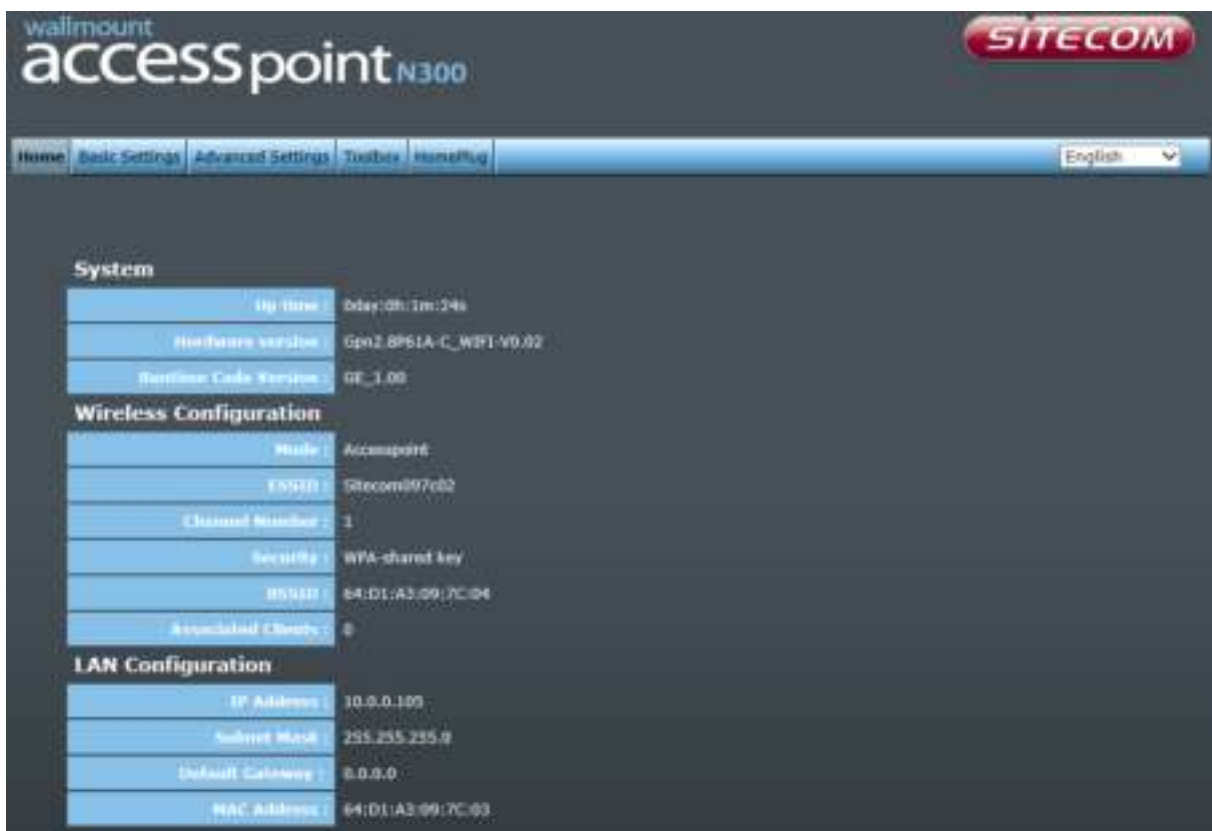 wallmount
accesspoint N300
SITECOM
Home Basic Settings Advanced Settings Toolbox HomePlug English
System
Up time : 0day:0h:1m:24s
Hardware version : Gpn2.8P61A-C_WIFI-V0.02
Runtime Code Version : GE_1.00
Wireless Configuration
Mode : Accesspoint
ESSID : Sitecom097c02
Channel Number : 1
Security : WPA-shared key
BSSID : 64:D1:A3:09:7C:04
Associated Clients : 0
LAN Configuration
IP Address : 10.0.0.105
Subnet Mask : 255.255.255.0
Default Gateway : 0.0.0.0
MAC Address : 64:D1:A3:09:7C:03